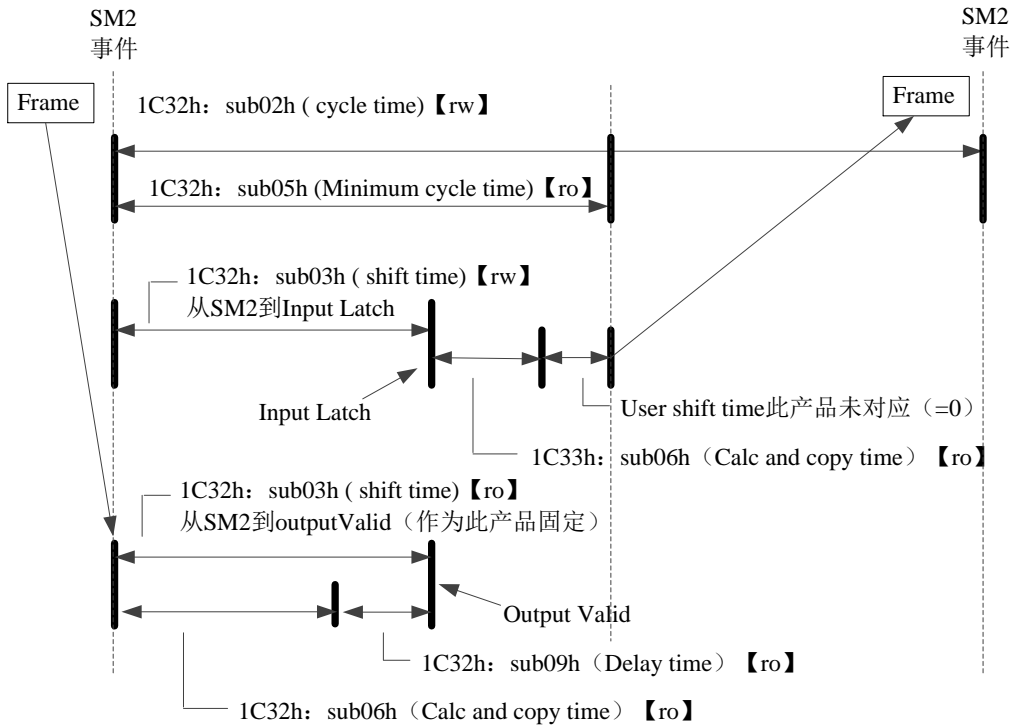 SM2
事件
SM2
事件
Frame
Frame
1C32h：sub02h ( cycle time)【rw】
1C32h：sub05h (Minimum cycle time)【ro】
1C32h：sub03h ( shift time)【rw】
从SM2到Input Latch
Input Latch
User shift time此产品未对应（=0）
1C33h：sub06h（Calc and copy time）【ro】
1C32h：sub03h ( shift time)【ro】
从SM2到outputValid（作为此产品固定）
Output Valid
1C32h：sub09h（Delay time）【ro】
1C32h：sub06h（Calc and copy time）【ro】